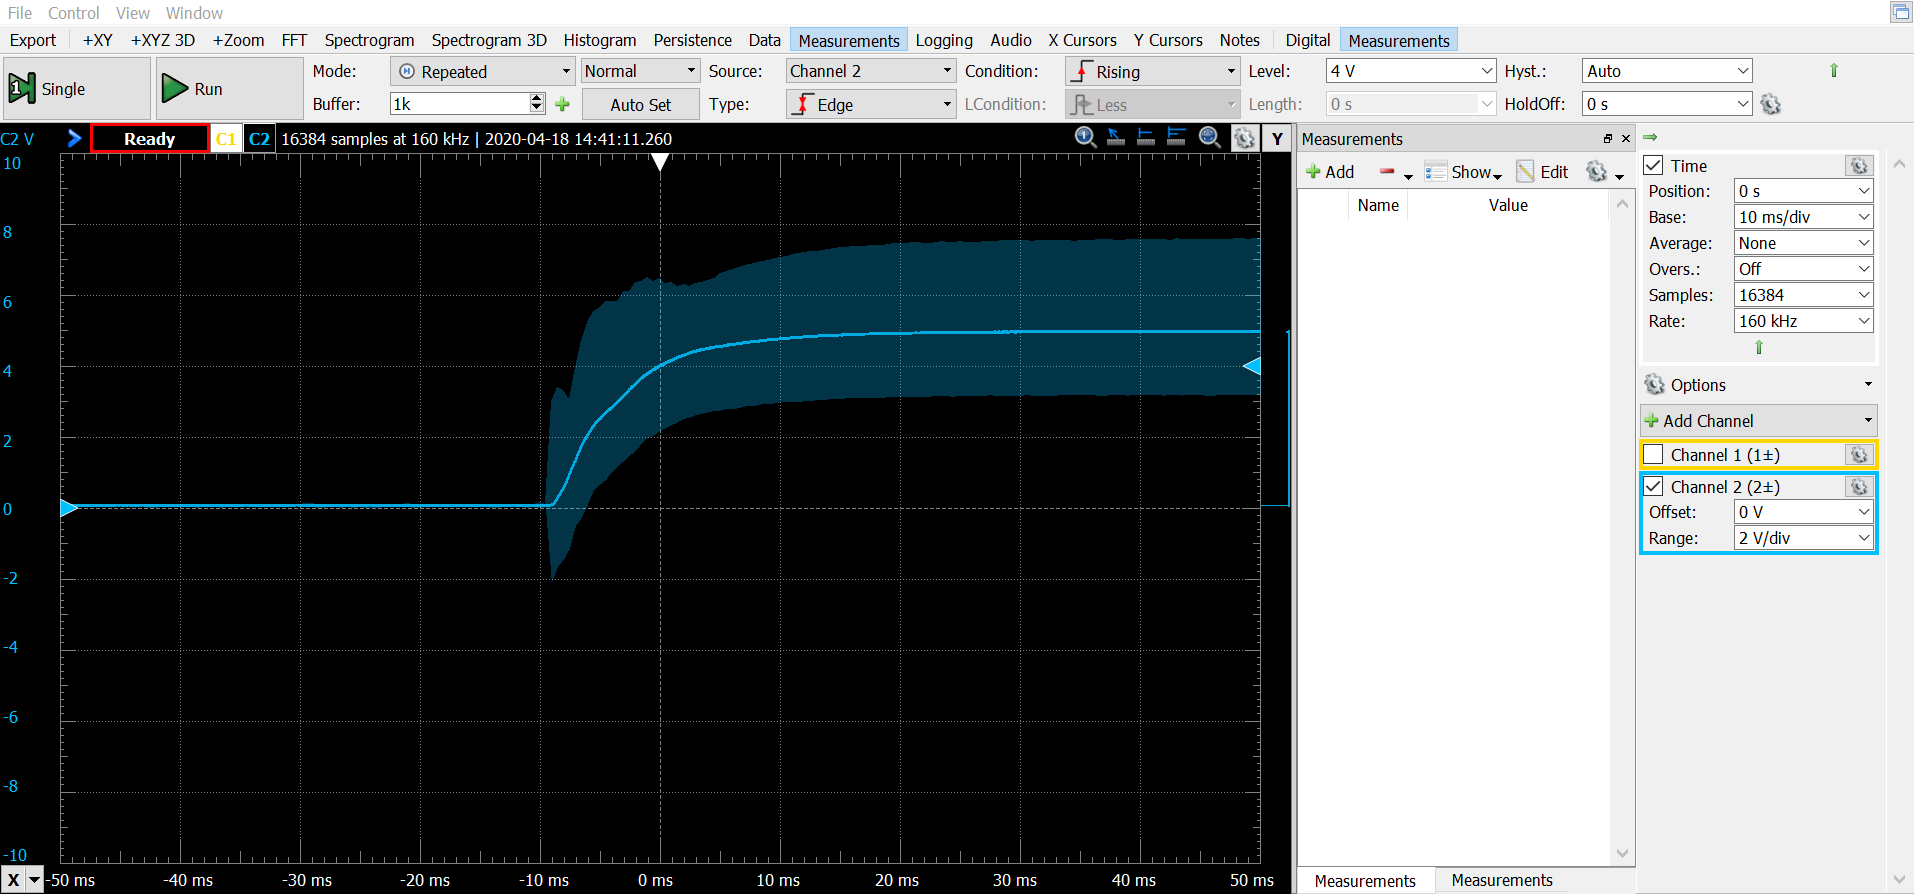 File Control View Window
Export +XY +XYZ 3D +Zoom FFT Spectrogram Spectrogram 3D Histogram Persistence Data Measurements Logging Audio X Cursors Y Cursors Notes Digital Measurements
Single Run Mode: Repeated Normal Source: Channel 2 Condition: Rising Level: 4 V Hyst.: Auto
Buffer: 1k Auto Set Type: Edge LCondition: Less Length: 0 s HoldOff: 0 s
C2 V Ready C1 C2 16384 samples at 160 kHz | 2020-04-18 14:41:11.260 Y
10
8
6
4
2
0
-2
-4
-6
-8
-10
X -50 ms -40 ms -30 ms -20 ms -10 ms 0 ms 10 ms 20 ms 30 ms 40 ms 50 ms
Measurements
Add Show Edit
Name Value
Measurements Measurements
Time
Position: 0 s
Base: 10 ms/div
Average: None
Overs.: Off
Samples: 16384
Rate: 160 kHz
Options
Add Channel
Channel 1 (1±)
Channel 2 (2±)
Offset: 0 V
Range: 2 V/div